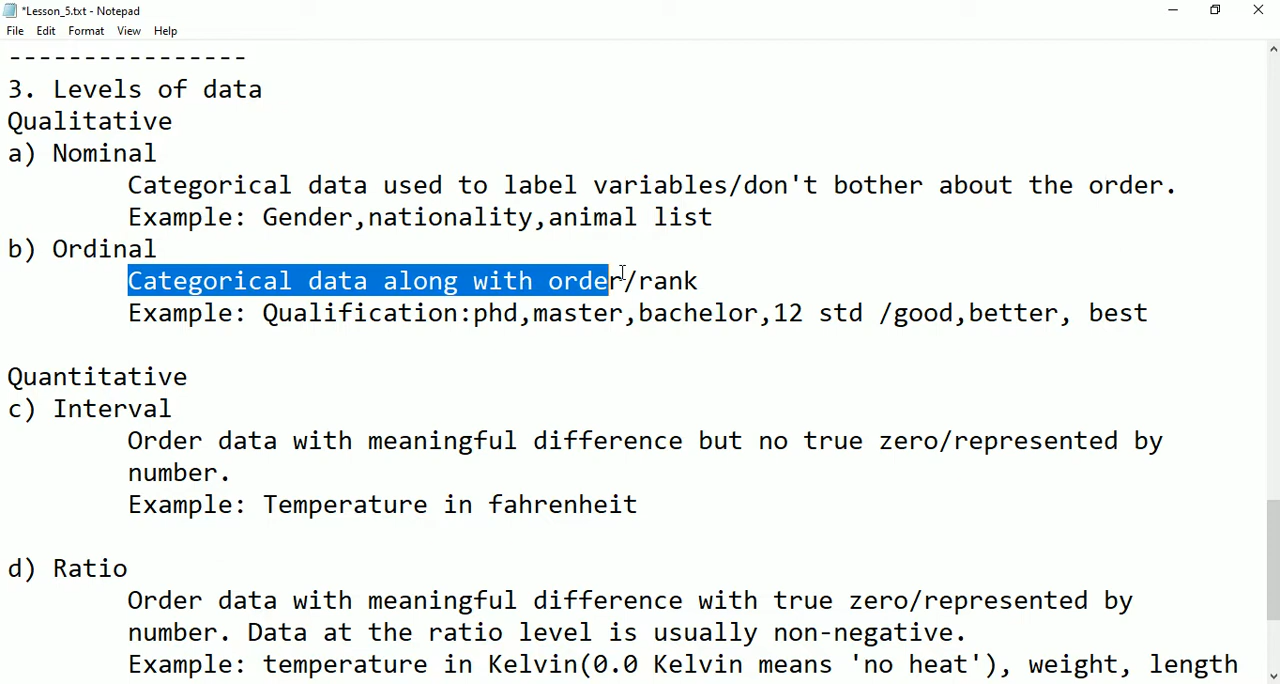 *Lesson_5.txt - Notepad
File Edit Format View Help
----------------
3. Levels of data
Qualitative
a) Nominal
Categorical data used to label variables/don't bother about the order.
Example: Gender,nationality,animal list
b) Ordinal
Categorical data along with order/rank
Example: Qualification:phd,master,bachelor,12 std /good,better, best
Quantitative
c) Interval
Order data with meaningful difference but no true zero/represented by
number.
Example: Temperature in fahrenheit
d) Ratio
Order data with meaningful difference with true zero/represented by
number. Data at the ratio level is usually non-negative.
Example: temperature in Kelvin(0.0 Kelvin means 'no heat'), weight, length